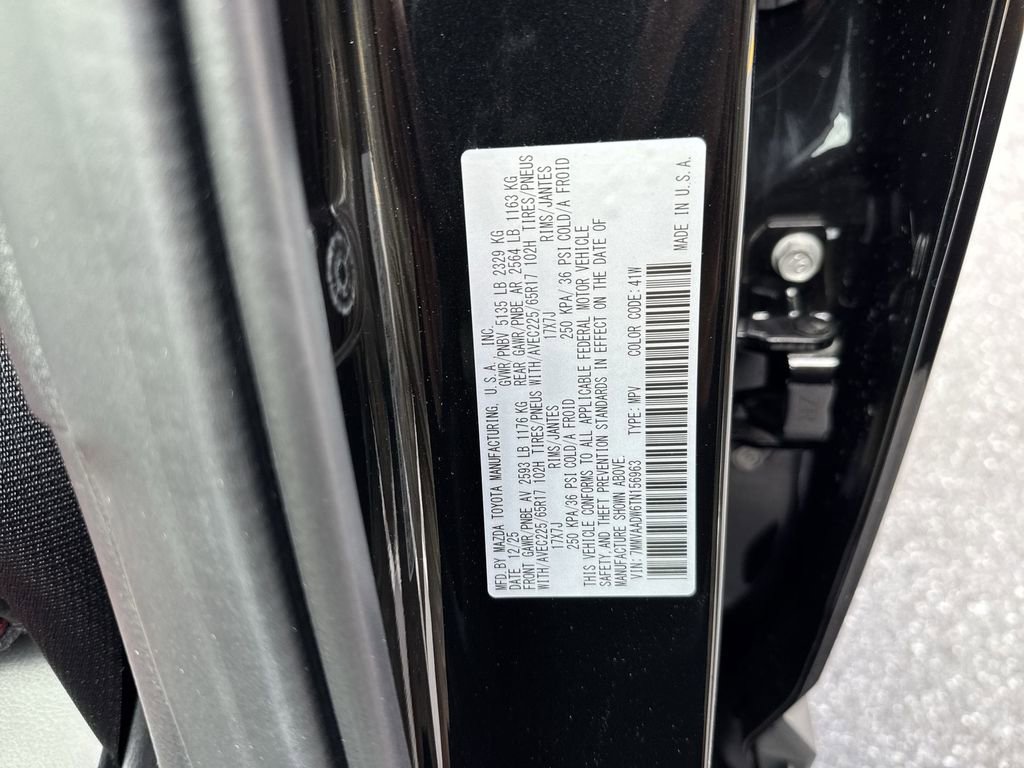 MFD. BY MAZDA TOYOTA MANUFACTURING, U.S.A., INC.
DATE: 12/25 GVWR/PNBV 5135 LB 2329 KG
FRONT GAWR/PNBE AV 2593 LB 1176 KG REAR GAWR/PNBE AR 2564 LB 1163 KG
WITH/AVEC225/65R17 102H TIRES/PNEUS WITH/AVEC225/65R17 102H TIRES/PNEUS
17X7J RIMS/JANTES 17X7J RIMS/JANTES
250 KPA/36 PSI COLD/A FROID 250 KPA/ 36 PSI COLD/A FROID
THIS VEHICLE CONFORMS TO ALL APPLICABLE FEDERAL MOTOR VEHICLE
SAFETY, AND THEFT PREVENTION STANDARDS IN EFFECT ON THE DATE OF
MANUFACTURE SHOWN ABOVE.
VIN: 7MMVAADW6TN156963 TYPE: MPV COLOR CODE: 41W
MADE IN U.S.A.